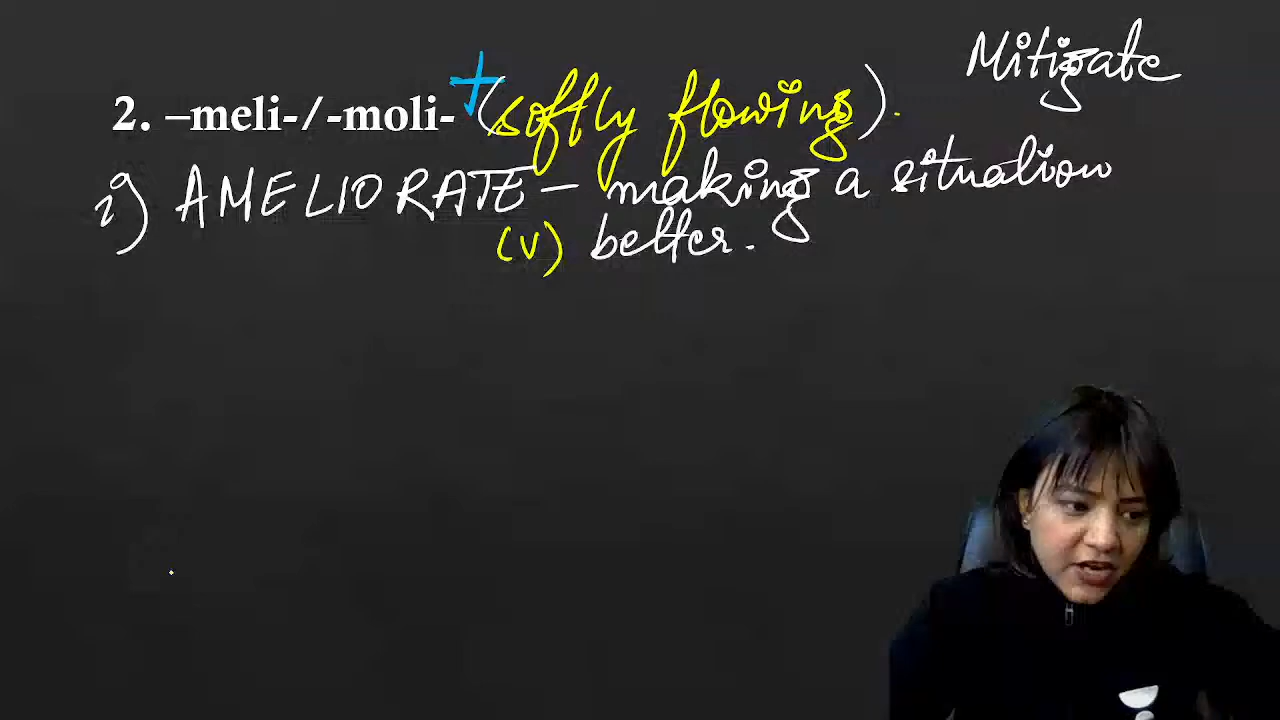 Mitigate
2. –meli-/ -moli- + (softly flowing).
i) AMELIORATE – making a situation
(v) better.